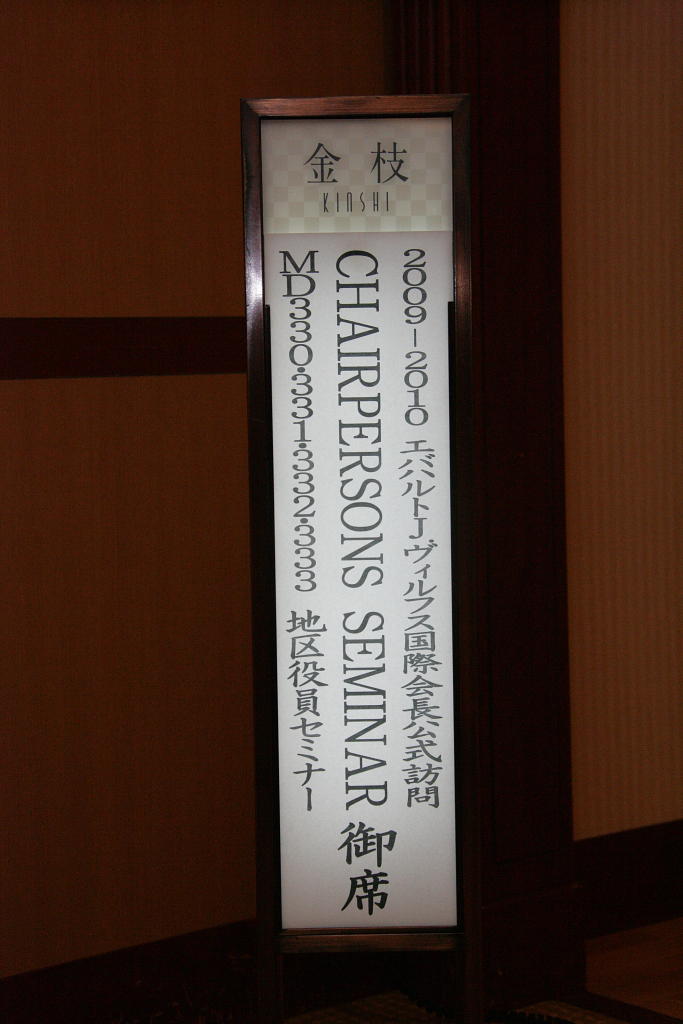 金枝
KINSHI
2009-2010 エバルトJ.ヴィルフス国際会長公式訪問
CHAIRPERSONS SEMINAR 御席
MD330・331・332・333 地区役員セミナー